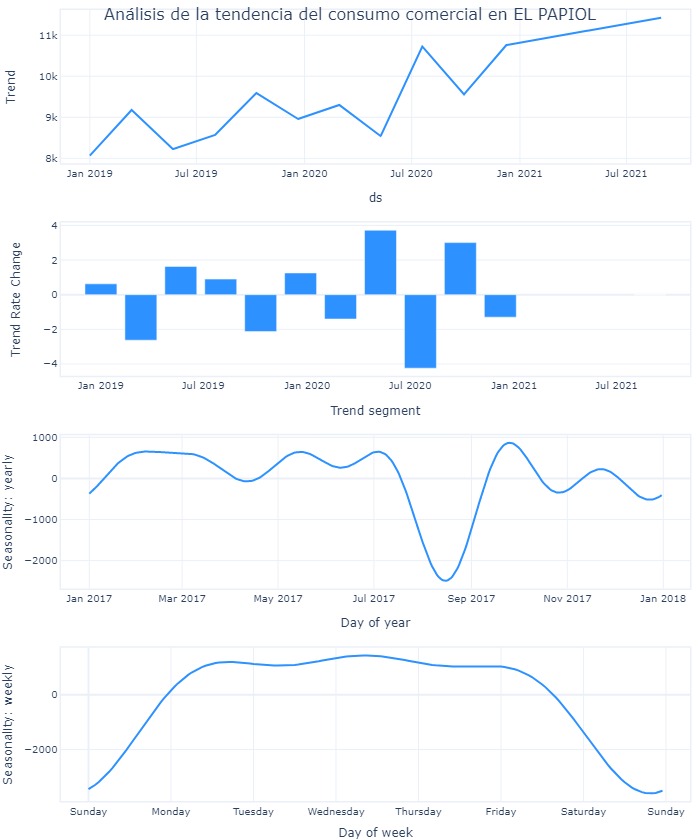 Análisis de la tendencia del consumo comercial en EL PAPIOL
11k
10k
9k
8k
Trend
Jan 2019 Jul 2019 Jan 2020 Jul 2020 Jan 2021 Jul 2021
ds
4
2
0
−2
−4
Trend Rate Change
Jan 2019 Jul 2019 Jan 2020 Jul 2020 Jan 2021 Jul 2021
Trend segment
1000
0
−1000
−2000
Seasonality: yearly
Jan 2017 Mar 2017 May 2017 Jul 2017 Sep 2017 Nov 2017 Jan 2018
Day of year
0
−2000
Seasonality: weekly
Sunday Monday Tuesday Wednesday Thursday Friday Saturday Sunday
Day of week